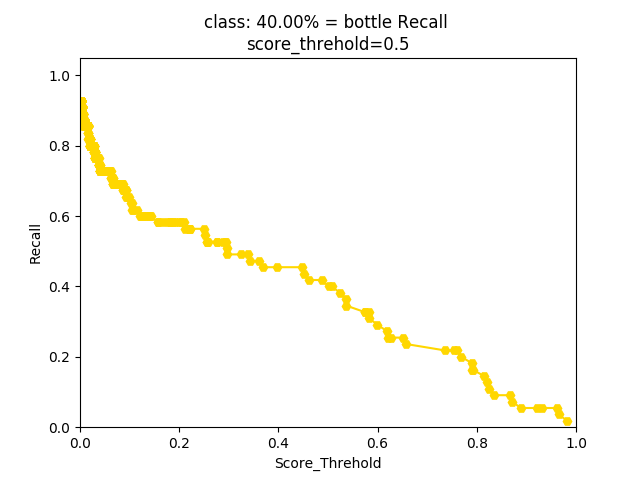 class: 40.00% = bottle Recall
score_threhold=0.5
1.0
0.8
0.6
0.4
0.2
0.0
Recall
0.0 0.2 0.4 0.6 0.8 1.0
Score_Threhold